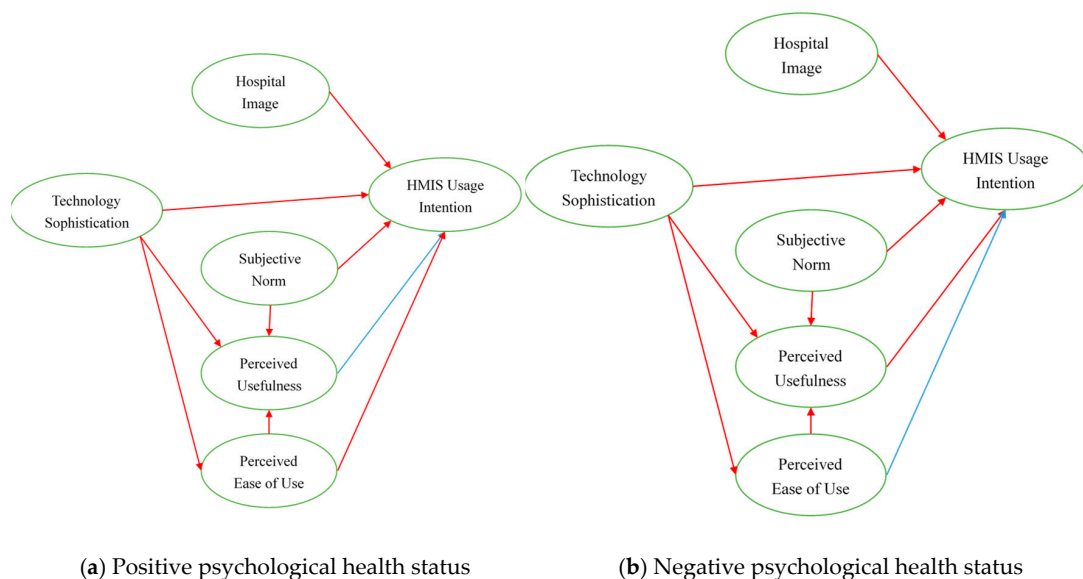 Hospital
Image
Technology
Sophistication
HMIS Usage
Intention
Subjective
Norm
Perceived
Usefulness
Perceived
Ease of Use
(a) Positive psychological health status
Hospital
Image
Technology
Sophistication
HMIS Usage
Intention
Subjective
Norm
Perceived
Usefulness
Perceived
Ease of Use
(b) Negative psychological health status